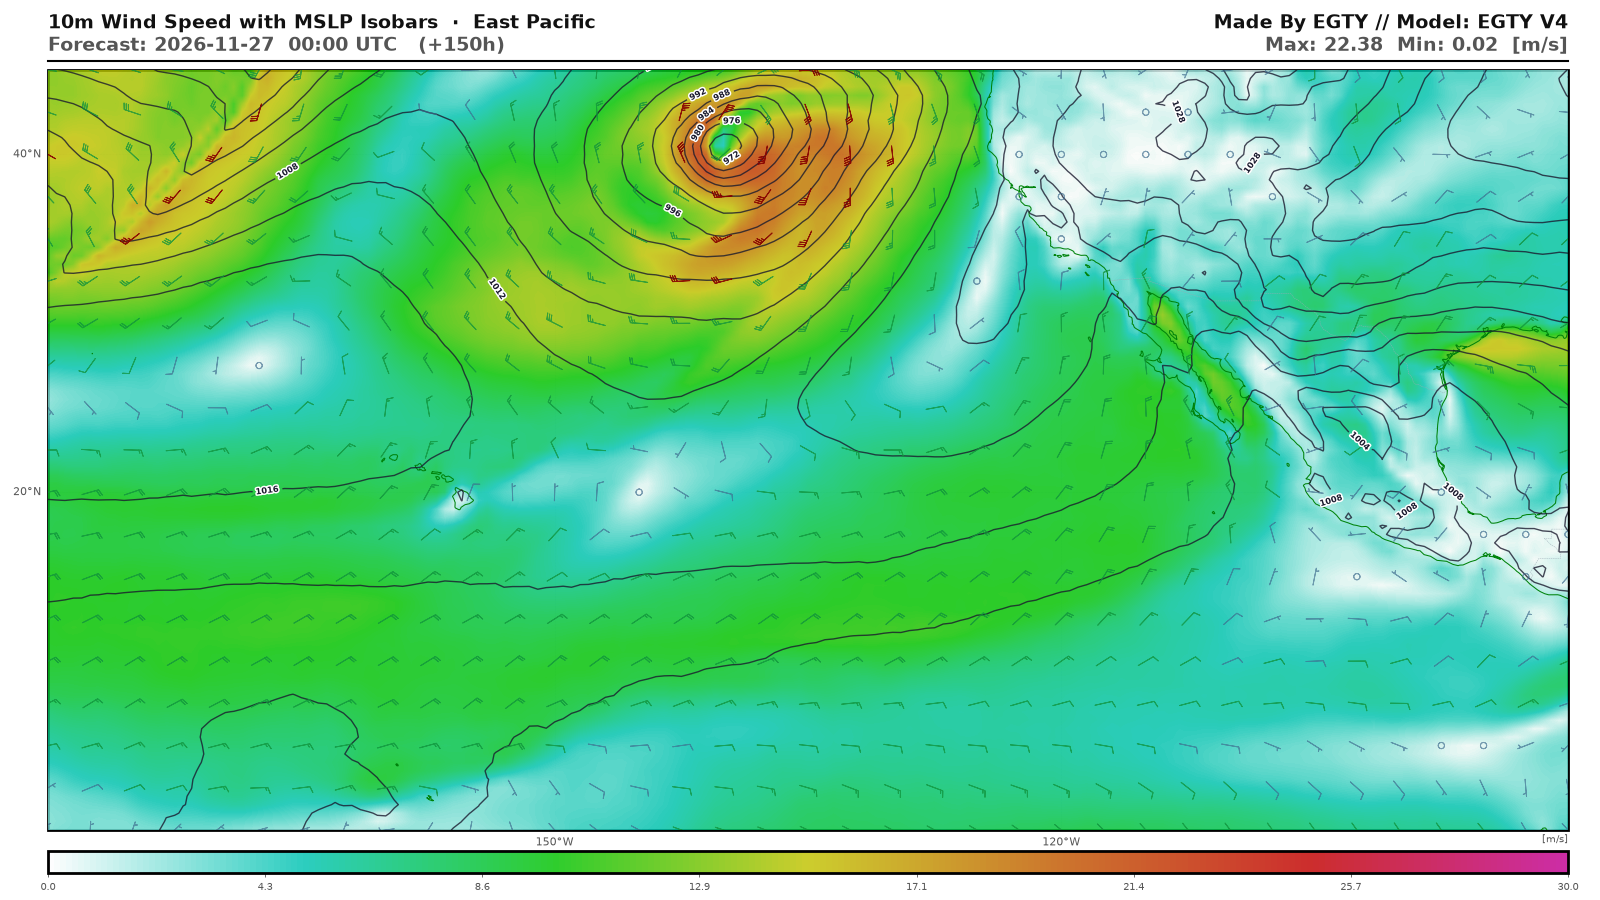 10m Wind Speed with MSLP Isobars · East Pacific
Made By EGTY // Model: EGTY V4
Forecast: 2026-11-27 00:00 UTC (+150h)
Max: 22.38 Min: 0.02 [m/s]
992
988
984
976
980
972
1028
1028
40°N
1008
996
1012
1004
20°N
1016
1008
1008
1008
150°W
120°W
[m/s]
0.0
4.3
8.6
12.9
17.1
21.4
25.7
30.0